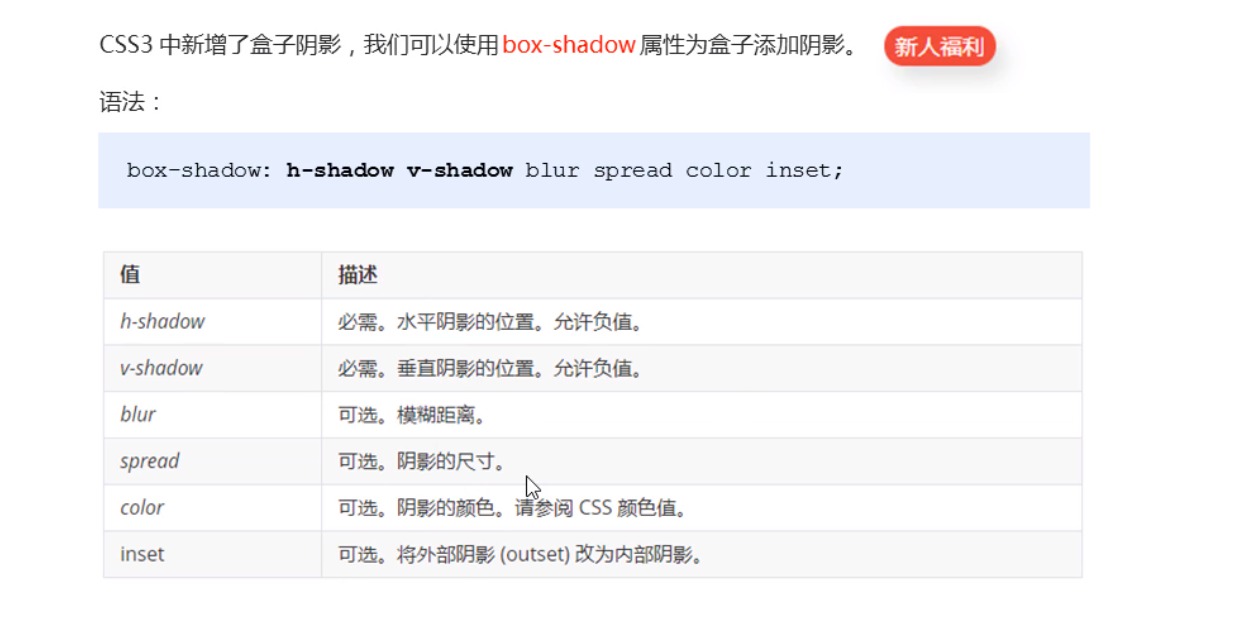 CSS3 中新增了盒子阴影，我们可以使用 box-shadow 属性为盒子添加阴影。 新人福利
语法：
box-shadow: h-shadow v-shadow blur spread color inset;
值 描述
h-shadow 必需。水平阴影的位置。允许负值。
v-shadow 必需。垂直阴影的位置。允许负值。
blur 可选。模糊距离。
spread 可选。阴影的尺寸。
color 可选。阴影的颜色。请参阅 CSS 颜色值。
inset 可选。将外部阴影 (outset) 改为内部阴影。